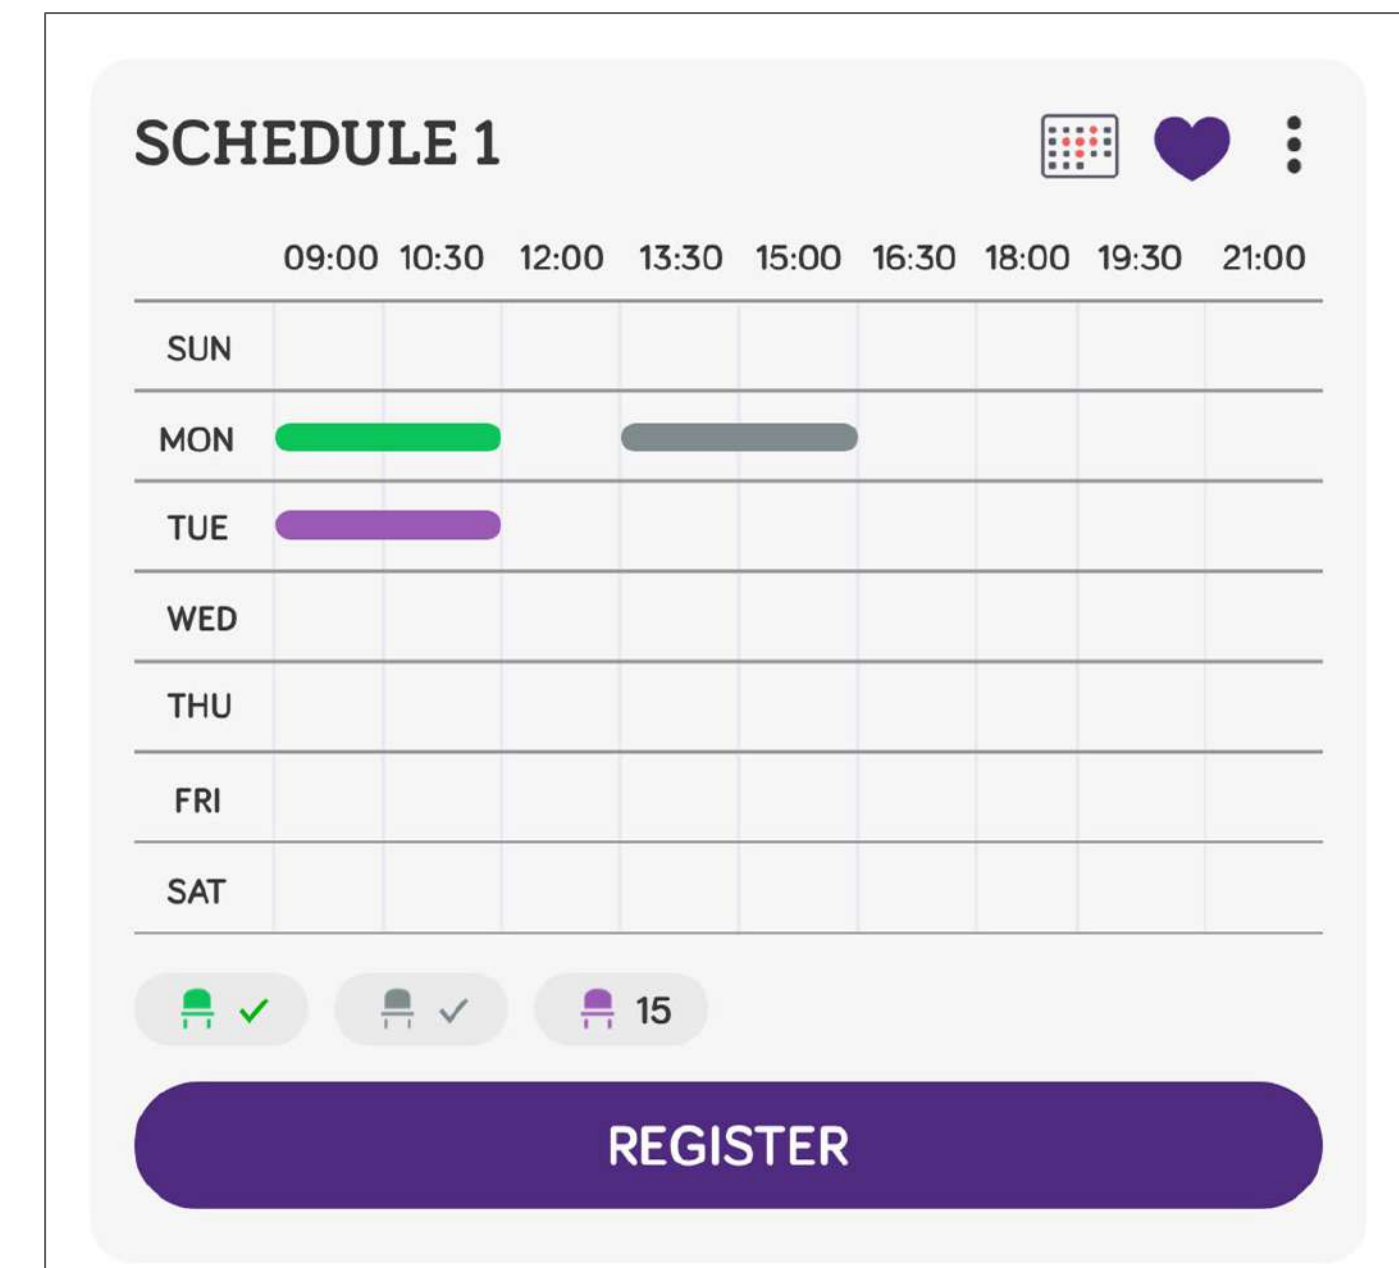 SCHEDULE 1
09:00 10:30 12:00 13:30 15:00 16:30 18:00 19:30 21:00
SUN
MON
TUE
WED
THU
FRI
SAT
15
REGISTER